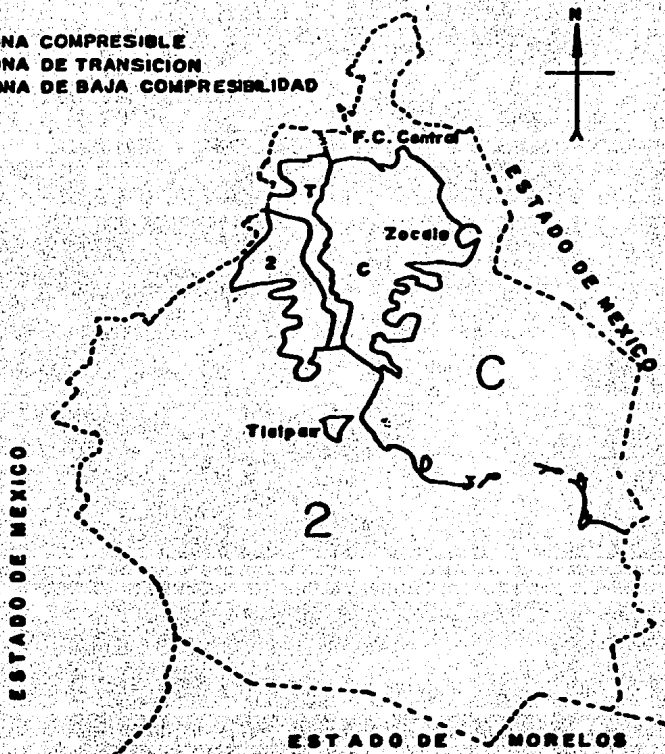 NA COMPRESIBLE
NA DE TRANSICION
NA DE BAJA COMPRESIBILIDAD
N
F.C. Central
T
ESTADO DE MEXICO
Zocalo
2
C
C
Tlalpan
ESTADO DE MEXICO
2
ESTADO DE MORELOS